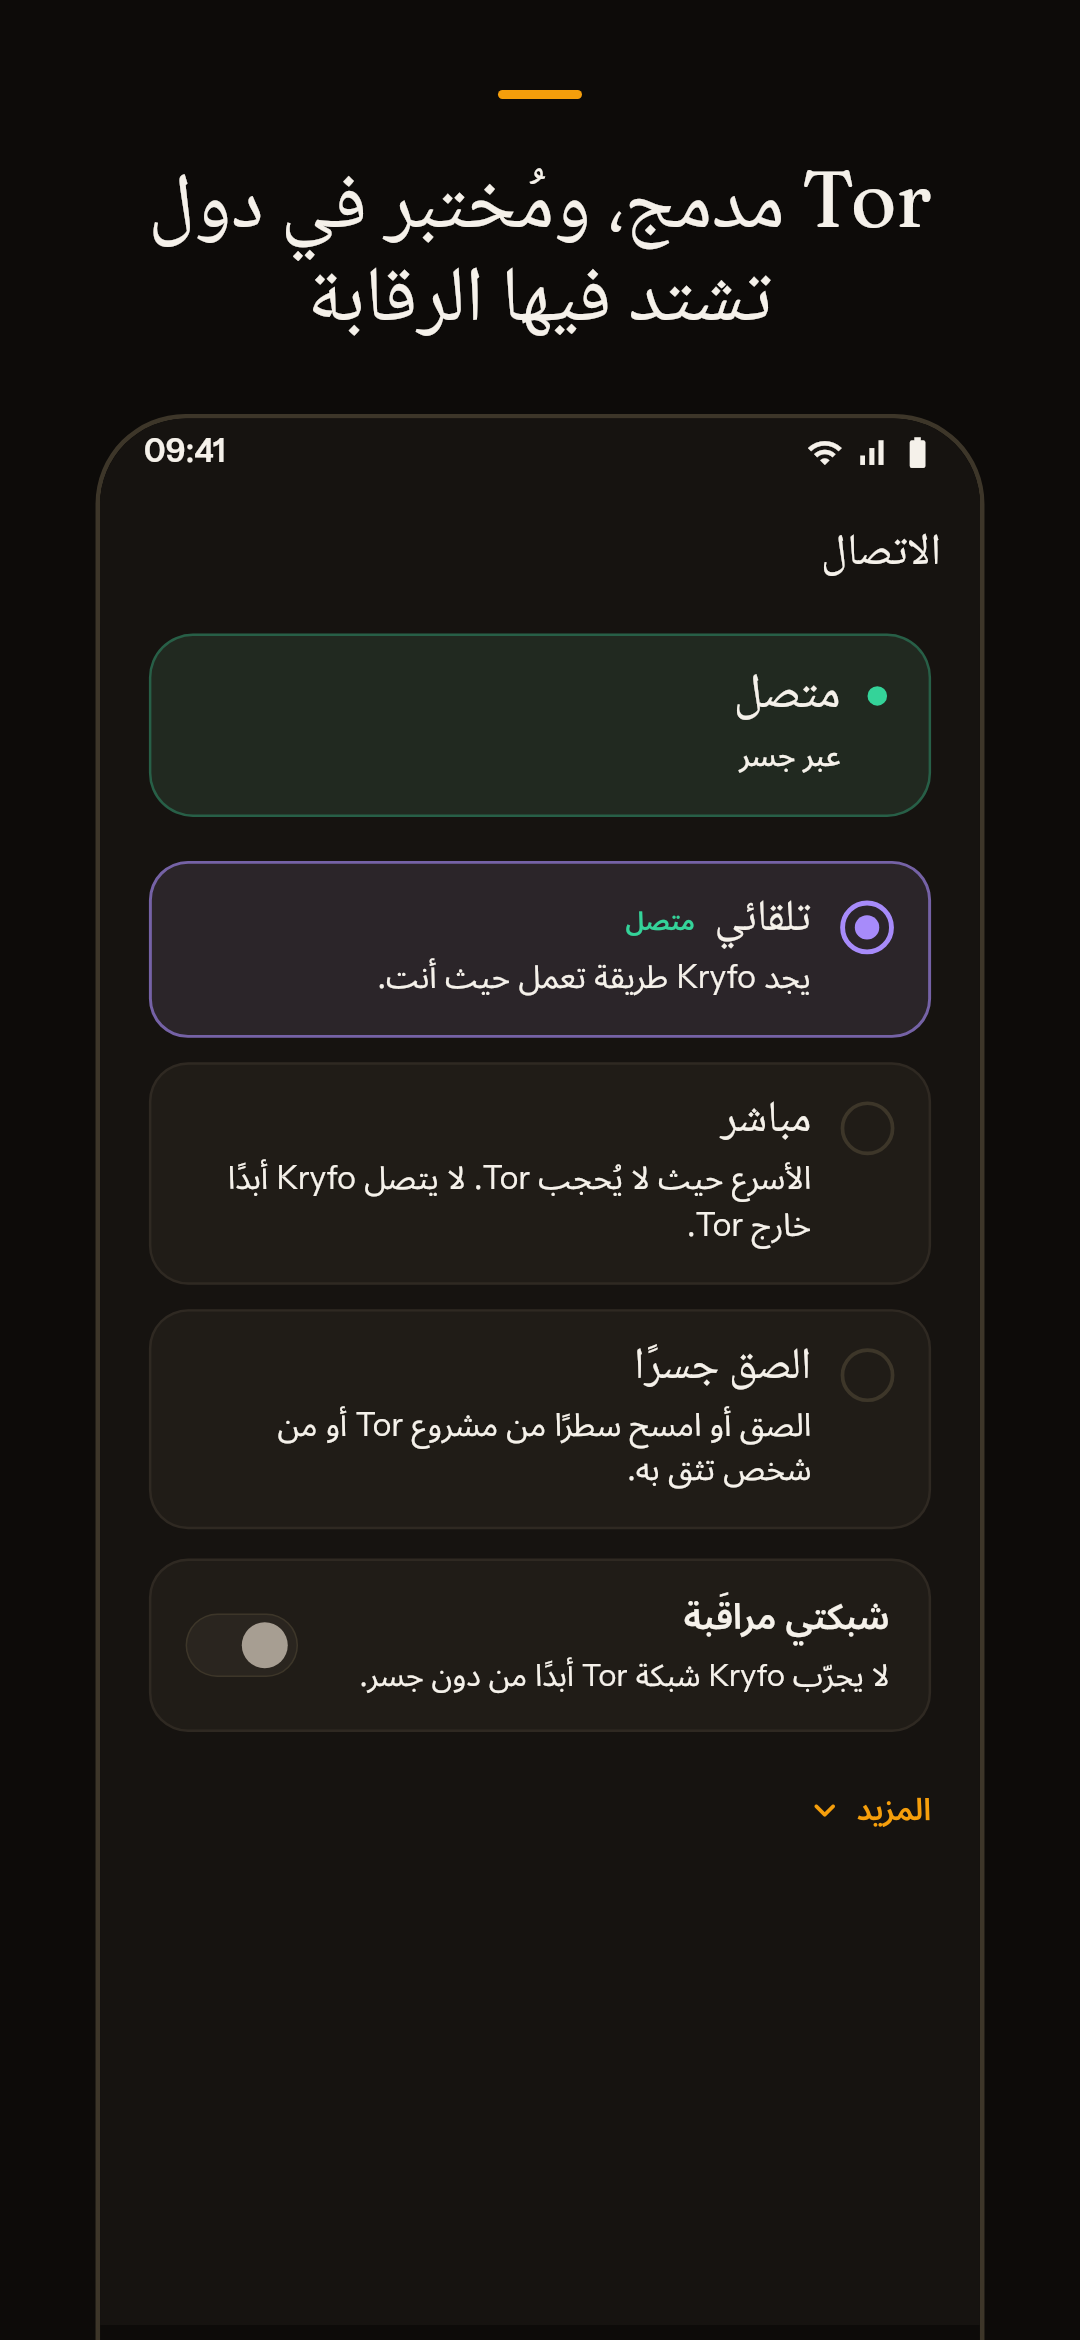 Tor مدمج، ومُختبر في دول
تشتد فيها الرقابة
09:41
الاتصال
متصل
عبر جسر
تلقائي متصل
يجد Kryfo طريقة تعمل حيث أنت.
مباشر
الأسرع حيث لا يُحجب Tor. لا يتصل Kryfo أبدًا
خارج Tor.
الصق جسرًا
الصق أو امسح سطرًا من مشروع Tor أو من
شخص تثق به.
شبكتي مراقَبة
لا يجرّب Kryfo شبكة Tor أبدًا من دون جسر.
المزيد